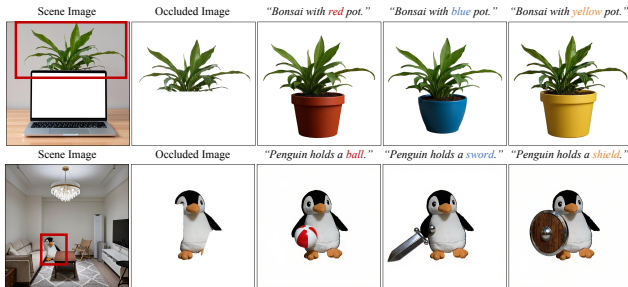 Scene Image Occluded Image “Bonsai with red pot.” “Bonsai with blue pot.” “Bonsai with yellow pot.”
Scene Image Occluded Image “Penguin holds a ball.” “Penguin holds a sword.” “Penguin holds a shield.”